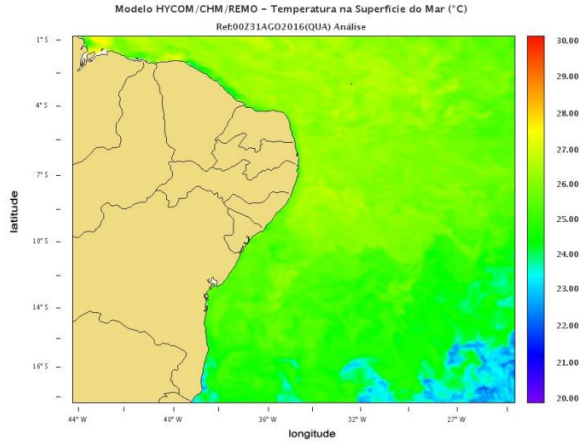 Modelo HYCOM/CHM/REMO - Temperatura na Superfície do Mar (°C)
Ref:00Z31AGO2016(QUA) Análise
1° S
4° S
7° S
10° S
14° S
16° S
latitude
44° W
40° W
36° W
32° W
27° W
longitude
30.00
29.00
28.00
27.00
26.00
25.00
24.00
23.00
22.00
21.00
20.00